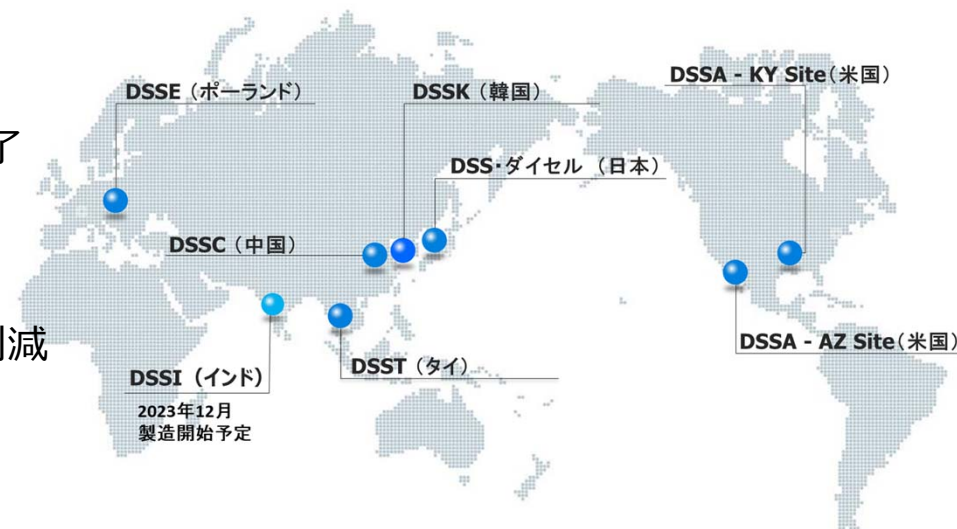 DSSA - KY Site(米国)
DSSE (ポーランド)
DSSK (韓国)
了
DSS･ダイセル (日本)
DSSC (中国)
減
DSSA - AZ Site(米国)
DSST (タイ)
DSSI (インド)
2023年12月
製造開始予定